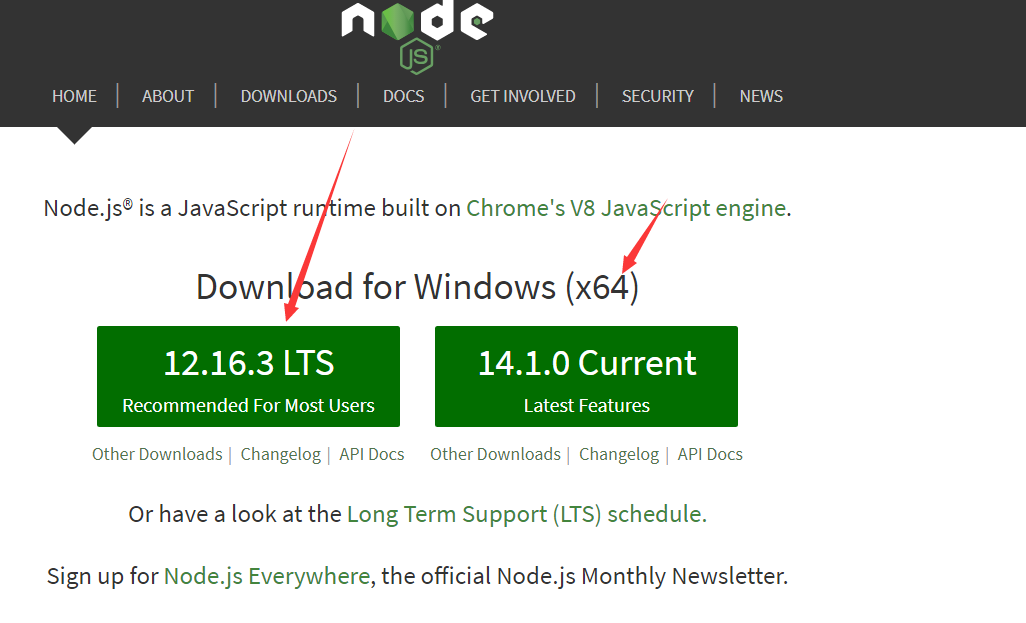 node
JS®
HOME | ABOUT | DOWNLOADS | DOCS | GET INVOLVED | SECURITY | NEWS
Node.js® is a JavaScript runtime built on Chrome's V8 JavaScript engine.
Download for Windows (x64)
12.16.3 LTS
Recommended For Most Users
14.1.0 Current
Latest Features
Other Downloads | Changelog | API Docs
Other Downloads | Changelog | API Docs
Or have a look at the Long Term Support (LTS) schedule.
Sign up for Node.js Everywhere, the official Node.js Monthly Newsletter.